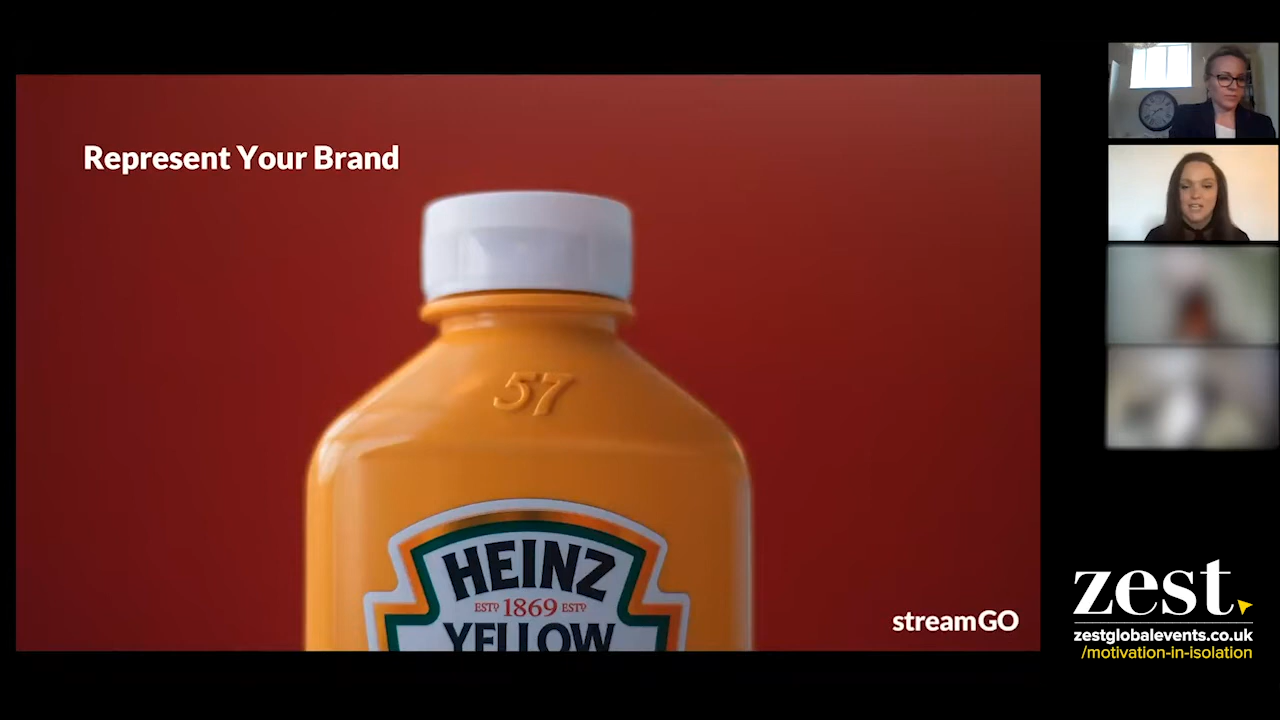 Represent Your Brand
57
HEINZ
ESTD 1869 ESTD
YELLOW
streamGO
zest
zestglobalevents.co.uk
/motivation-in-isolation